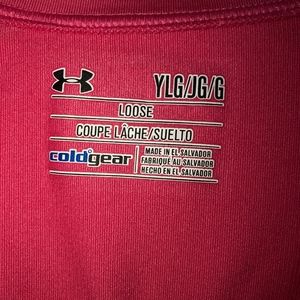 YLG/JG/G
LOOSE
COUPE LÂCHE/SUELTO
coldgear
MADE IN EL SALVADOR
FABRIQUÉ AU SALVADOR
HECHO EN EL SALVADOR